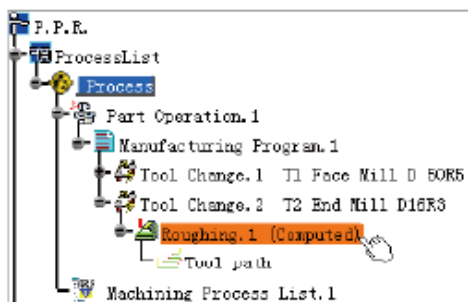 P.P.R.
ProcessList
Process
Part Operation.1
Manufacturing Program.1
Tool Change.1 T1 Face Mill D 50R5
Tool Change.2 T2 End Mill D16R3
Roughing.1 (Computed)
Tool path
Machining Process List.1